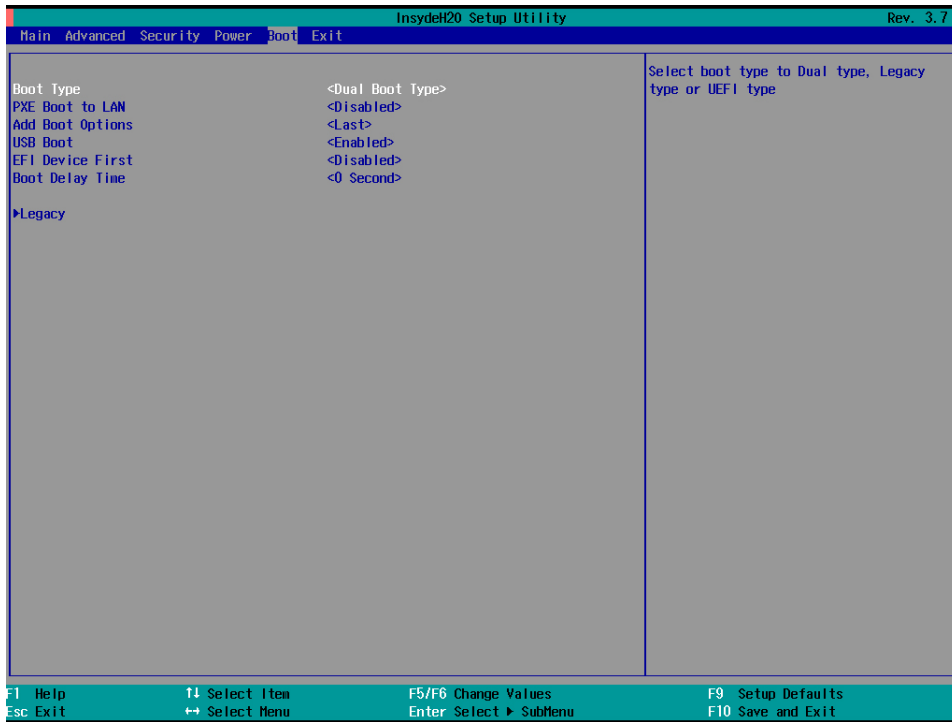 InsydeH20 Setup Utility Rev. 3.7
Main Advanced Security Power Boot Exit
Boot Type <Dual Boot Type>
PXE Boot to LAN <Disabled>
Add Boot Options <Last>
USB Boot <Enabled>
EFI Device First <Disabled>
Boot Delay Time <0 Second>
▶Legacy
Select boot type to Dual type, Legacy
type or UEFI type
F1 Help ↑↓ Select Item F5/F6 Change Values F9 Setup Defaults
Esc Exit ←→ Select Menu Enter Select ▶ SubMenu F10 Save and Exit